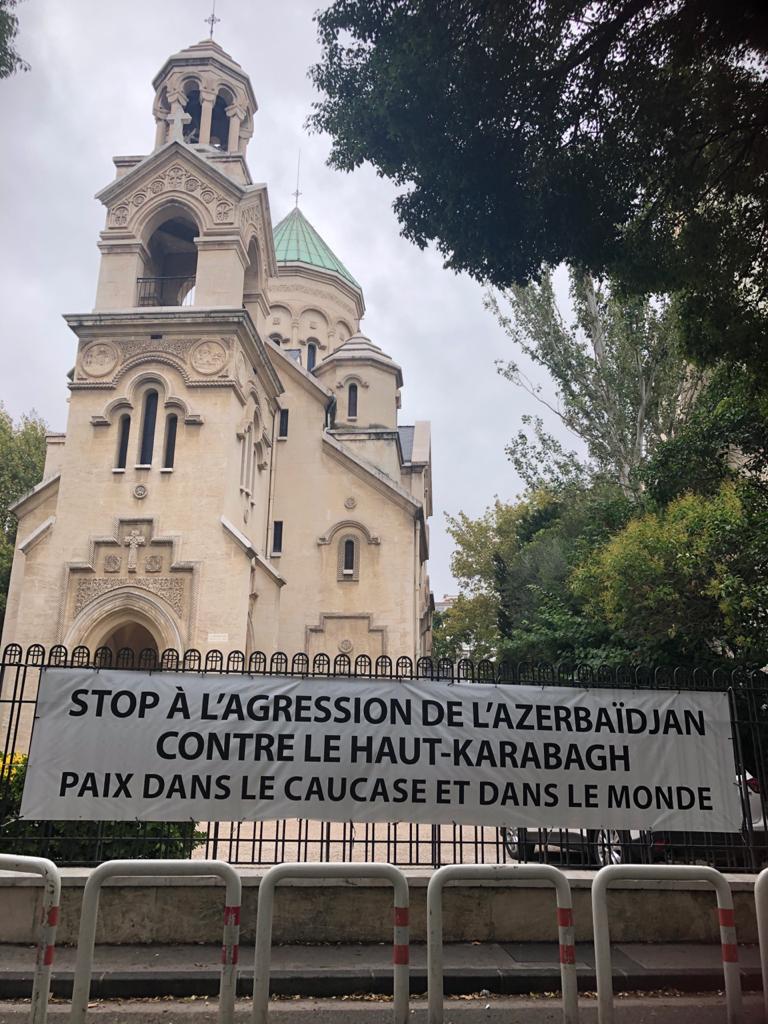 STOP À L'AGRESSION DE L'AZERBAÏDJAN
CONTRE LE HAUT-KARABAGH
PAIX DANS LE CAUCASE ET DANS LE MONDE